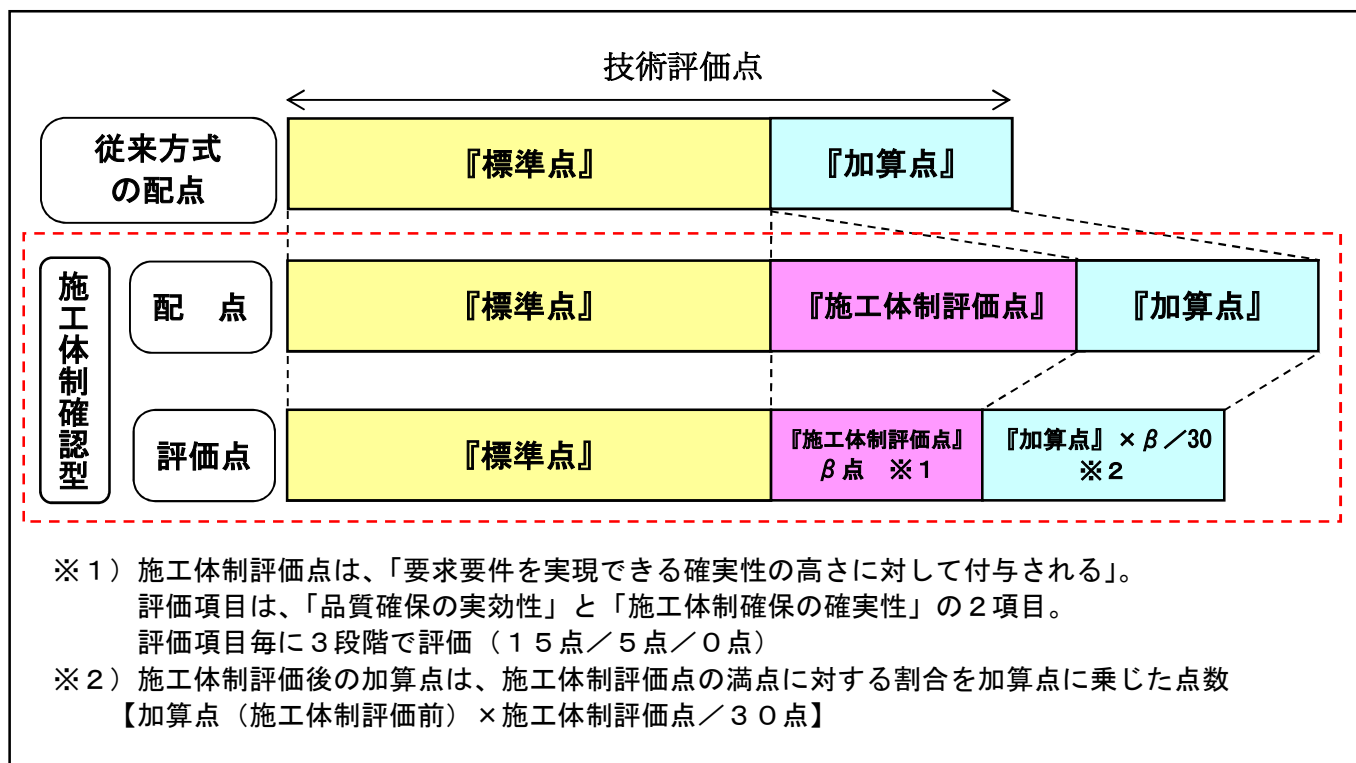 技術評価点
従来方式
の配点
『標準点』
『加算点』
施工体制確認型
配　点
『標準点』
『施工体制評価点』
『加算点』
評価点
『標準点』
『施工体制評価点』
β点　※１
『加算点』×β／30
※２
※１）施工体制評価点は、「要求要件を実現できる確実性の高さに対して付与される」。
評価項目は、「品質確保の実効性」と「施工体制確保の確実性」の２項目。
評価項目毎に３段階で評価（１５点／５点／０点）
※２）施工体制評価後の加算点は、施工体制評価点の満点に対する割合を加算点に乗じた点数
【加算点（施工体制評価前）×施工体制評価点／３０点】